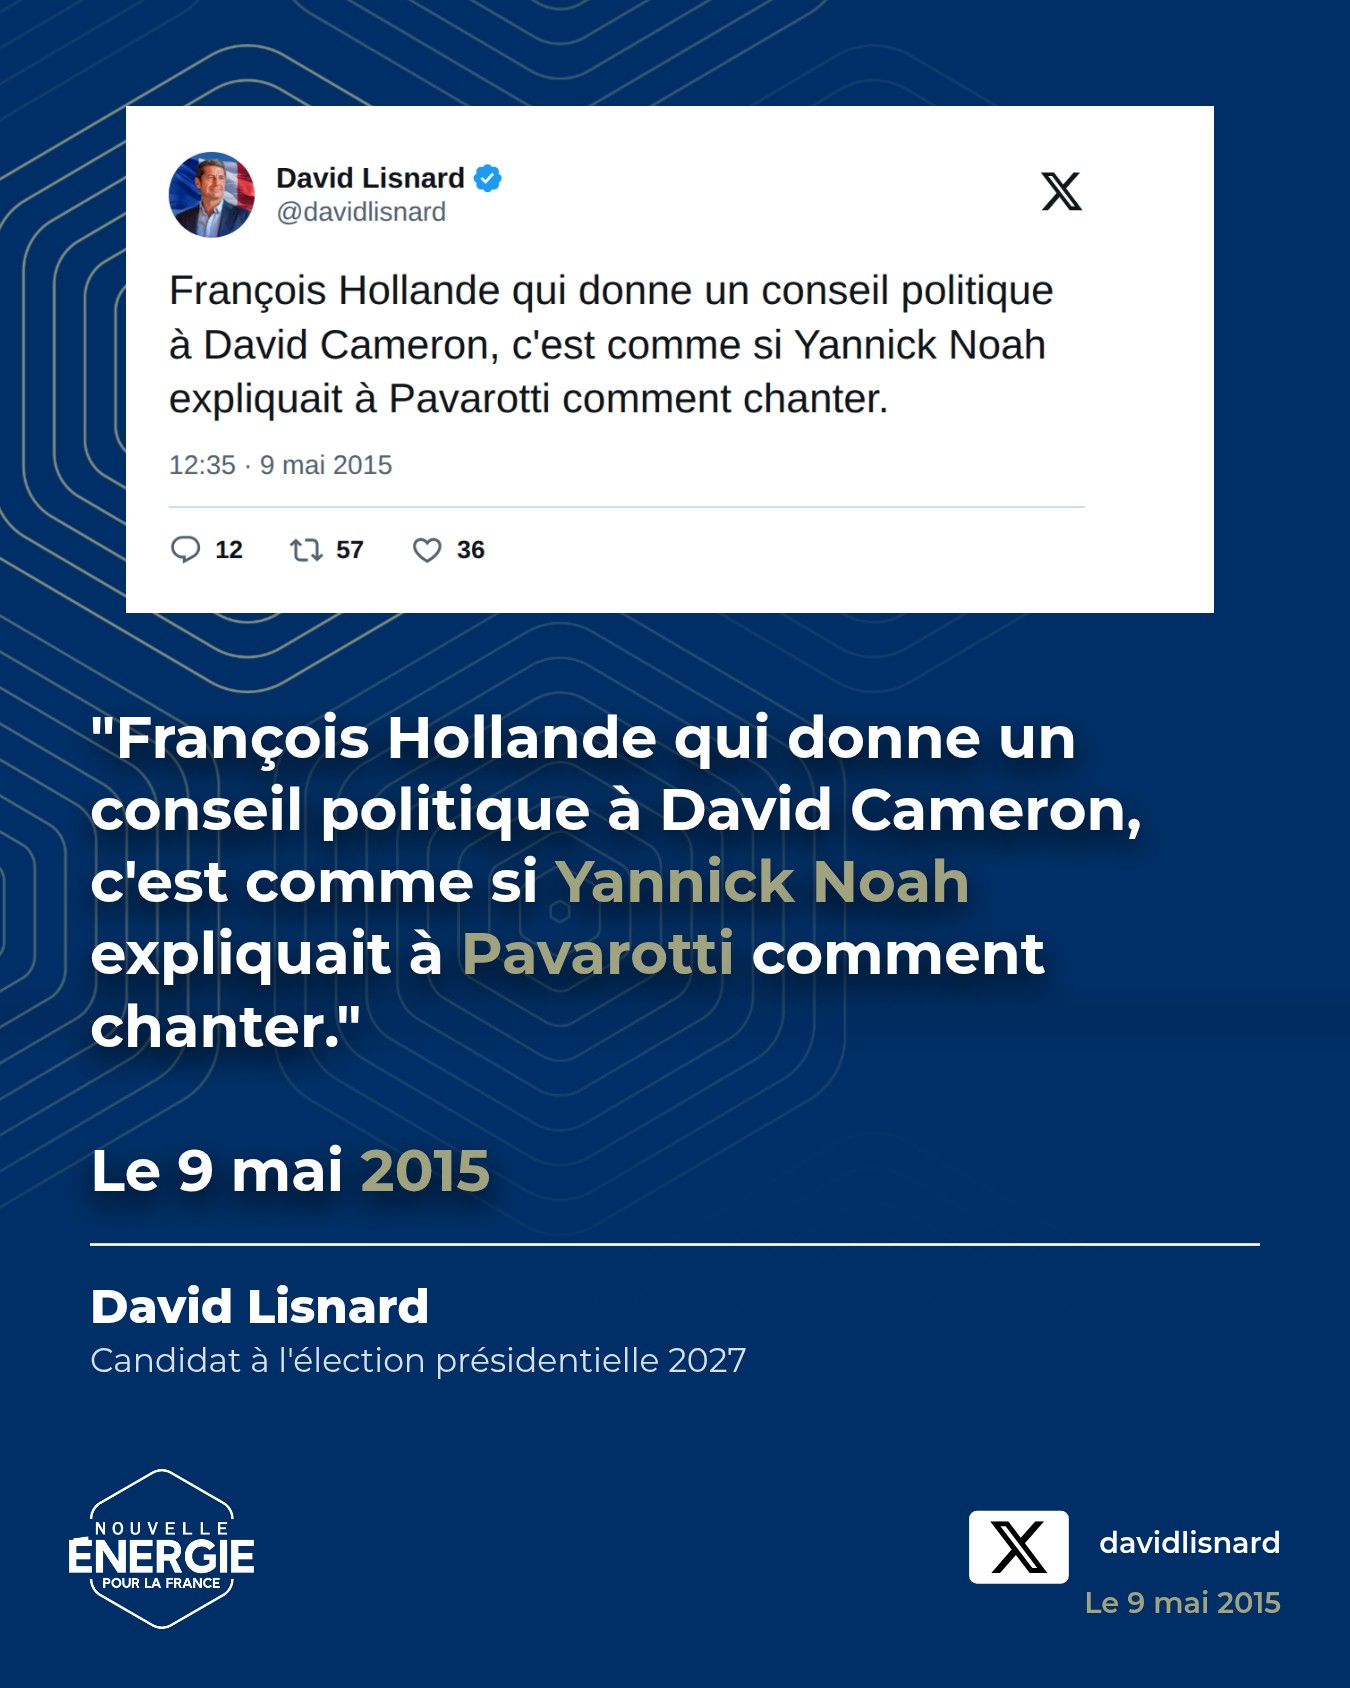 David Lisnard
@davidlisnard
François Hollande qui donne un conseil politique
à David Cameron, c'est comme si Yannick Noah
expliquait à Pavarotti comment chanter.
12:35 · 9 mai 2015
12 57 36
"François Hollande qui donne un
conseil politique à David Cameron,
c'est comme si Yannick Noah
expliquait à Pavarotti comment
chanter."
Le 9 mai 2015
David Lisnard
Candidat à l'élection présidentielle 2027
NOUVELLE
ÉNERGIE
POUR LA FRANCE
davidlisnard
Le 9 mai 2015